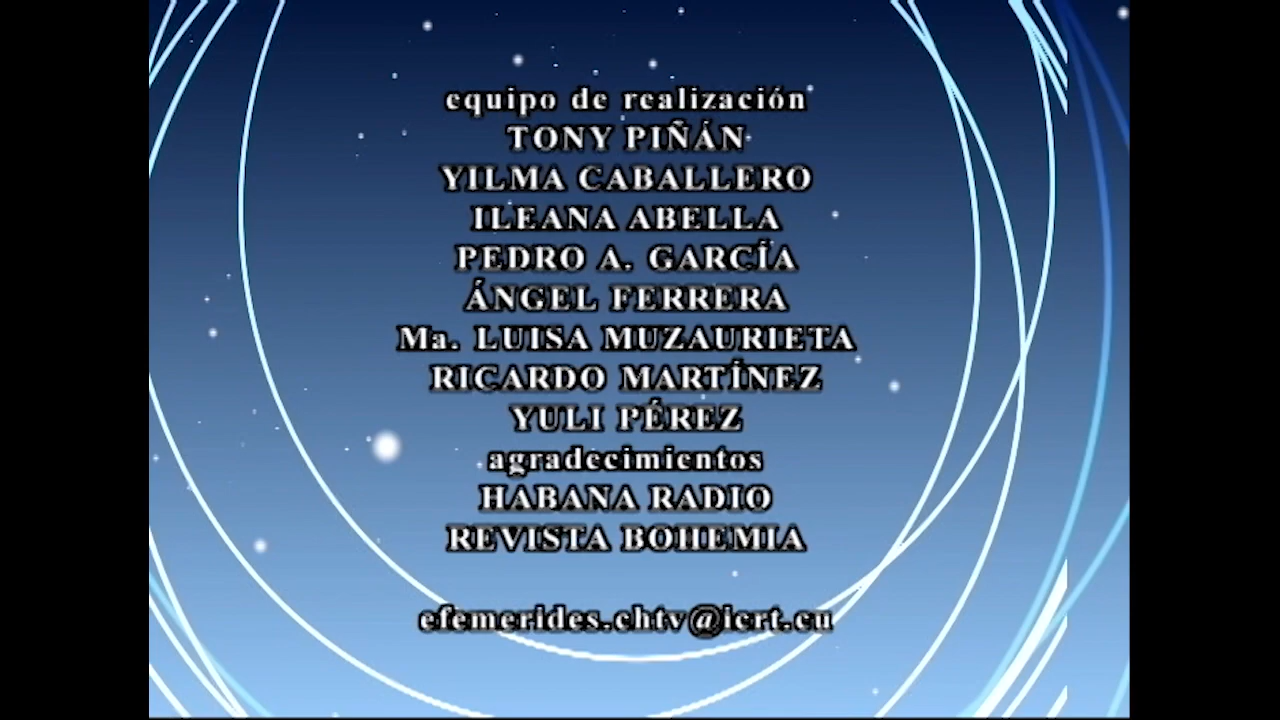 equipo de realización
TONY PIÑÁN
YILMA CABALLERO
ILEANA ABELLA
PEDRO A. GARCÍA
ÁNGEL FERRERA
Ma. LUISA MUZAURIETA
RICARDO MARTÍNEZ
YULI PÉREZ
agradecimientos
HABANA RADIO
REVISTA BOHEMIA
efemerides.chtv@icrt.cu